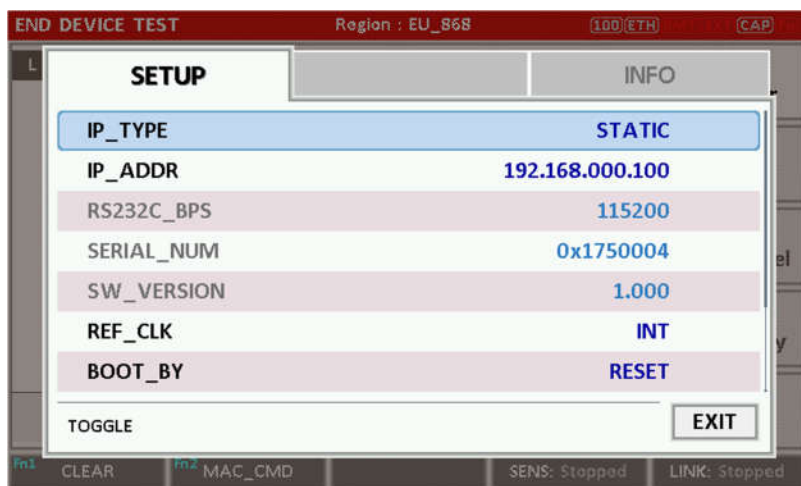 END DEVICE TEST Region : EU_868 (100)(ETH) (CAP)
L
SETUP INFO
IP_TYPE STATIC
IP_ADDR 192.168.000.100
RS232C_BPS 115200
SERIAL_NUM 0x1750004
SW_VERSION 1.000
REF_CLK INT
BOOT_BY RESET
TOGGLE EXIT
Fn1 CLEAR Fn2 MAC_CMD SENS: Stopped LINK: Stopped